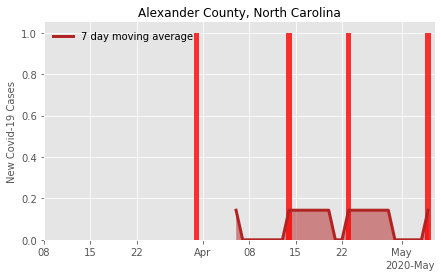 Alexander County, North Carolina
7 day moving average
New Covid-19 Cases
1.0
0.8
0.6
0.4
0.2
0.0
08 15 22 Apr 08 15 22 May
2020-May